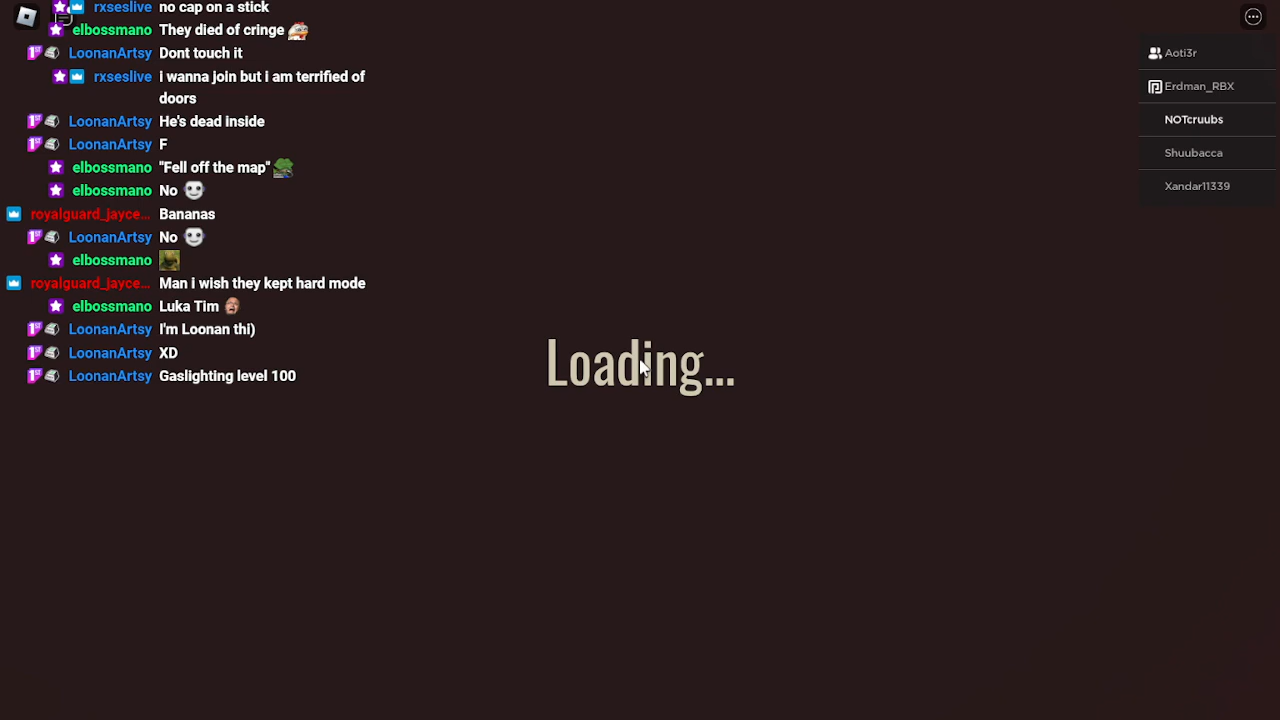 rxseslive no cap on a stick
elbossmano They died of cringe
LoonanArtsy Dont touch it
rxseslive i wanna join but i am terrified of
doors
LoonanArtsy He's dead inside
LoonanArtsy F
elbossmano "Fell off the map"
elbossmano No
royalguard_jayce... Bananas
LoonanArtsy No
elbossmano
royalguard_jayce... Man i wish they kept hard mode
elbossmano Luka Tim
LoonanArtsy I'm Loonan thi)
LoonanArtsy XD
LoonanArtsy Gaslighting level 100
Loading...
Aoti3r
Erdman_RBX
NOTcruubs
Shuubacca
Xandar11339